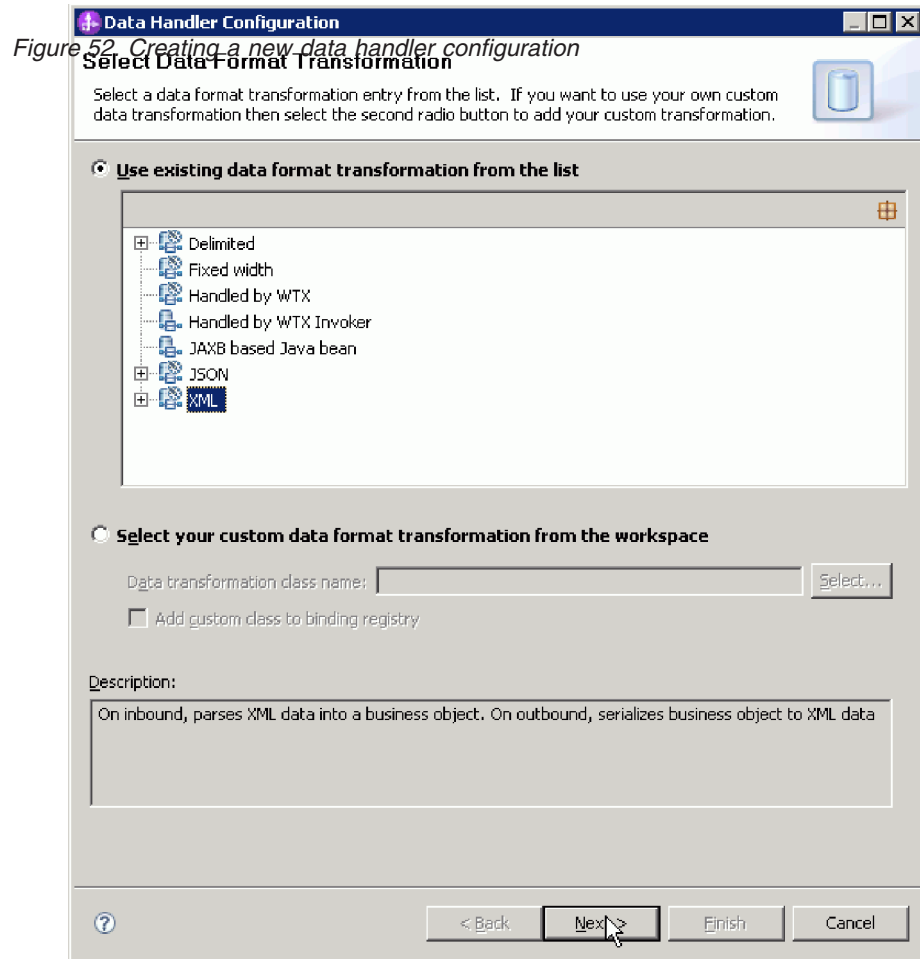 Data Handler Configuration
Figure 52. Creating a new data handler configuration
Select Data Format Transformation
Select a data format transformation entry from the list. If you want to use your own custom
data transformation then select the second radio button to add your custom transformation.
Use existing data format transformation from the list
Delimited
Fixed width
Handled by WTX
Handled by WTX Invoker
JAXB based Java bean
JSON
XML
Select your custom data format transformation from the workspace
Data transformation class name:
Select...
Add custom class to binding registry
Description:
On inbound, parses XML data into a business object. On outbound, serializes business object to XML data
< Back
Next >
Finish
Cancel